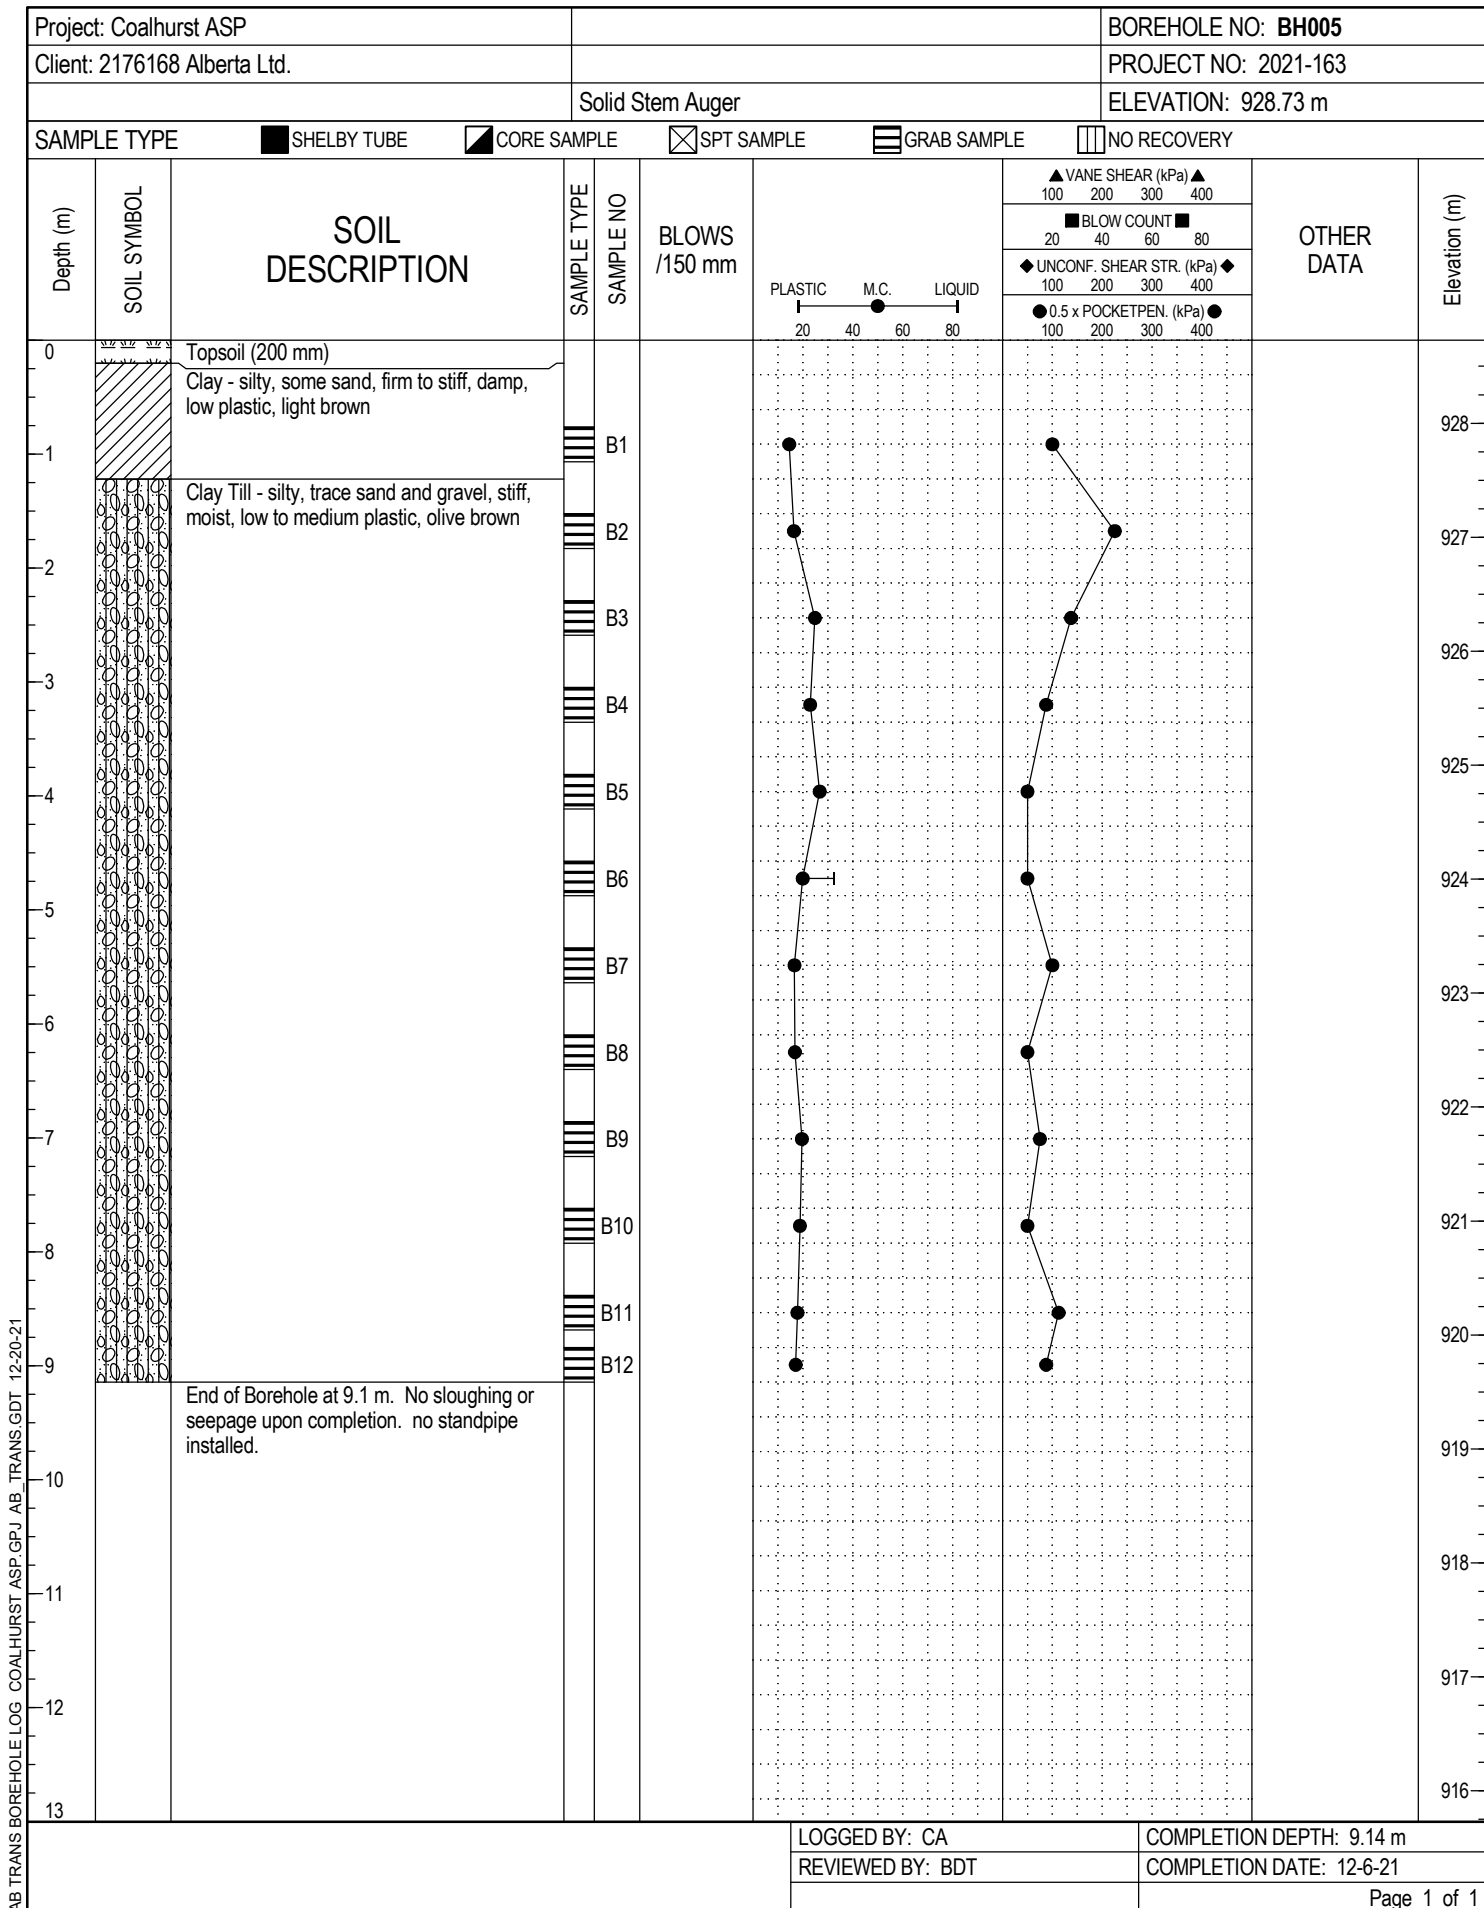 Project: Coalhurst ASP
BOREHOLE NO: BH005
Client: 2176168 Alberta Ltd.
PROJECT NO: 2021-163
Solid Stem Auger
ELEVATION: 928.73 m
SAMPLE TYPE SHELBY TUBE CORE SAMPLE SPT SAMPLE GRAB SAMPLE NO RECOVERY
Depth (m)
SOIL SYMBOL
SOIL
DESCRIPTION
SAMPLE TYPE
SAMPLE NO
BLOWS
/150 mm
PLASTIC M.C. LIQUID
20 40 60 80
VANE SHEAR (kPa)
100 200 300 400
BLOW COUNT
20 40 60 80
UNCONF. SHEAR STR. (kPa)
100 200 300 400
0.5 x POCKETPEN. (kPa)
100 200 300 400
OTHER
DATA
Elevation (m)
0
Topsoil (200 mm)
Clay - silty, some sand, firm to stiff, damp,
low plastic, light brown
928
B1
1
Clay Till - silty, trace sand and gravel, stiff,
moist, low to medium plastic, olive brown
B2
927
2
B3
926
3
B4
925
B5
4
B6
924
5
B7
923
6
B8
922
7
B9
B10
921
8
B11
920
9
B12
End of Borehole at 9.1 m. No sloughing or
seepage upon completion. no standpipe
installed.
919
10
918
11
917
12
916
13
AB TRANS BOREHOLE LOG COALHURST ASP.GPJ AB_TRANS.GDT 12-20-21
LOGGED BY: CA
COMPLETION DEPTH: 9.14 m
REVIEWED BY: BDT
COMPLETION DATE: 12-6-21
Page 1 of 1